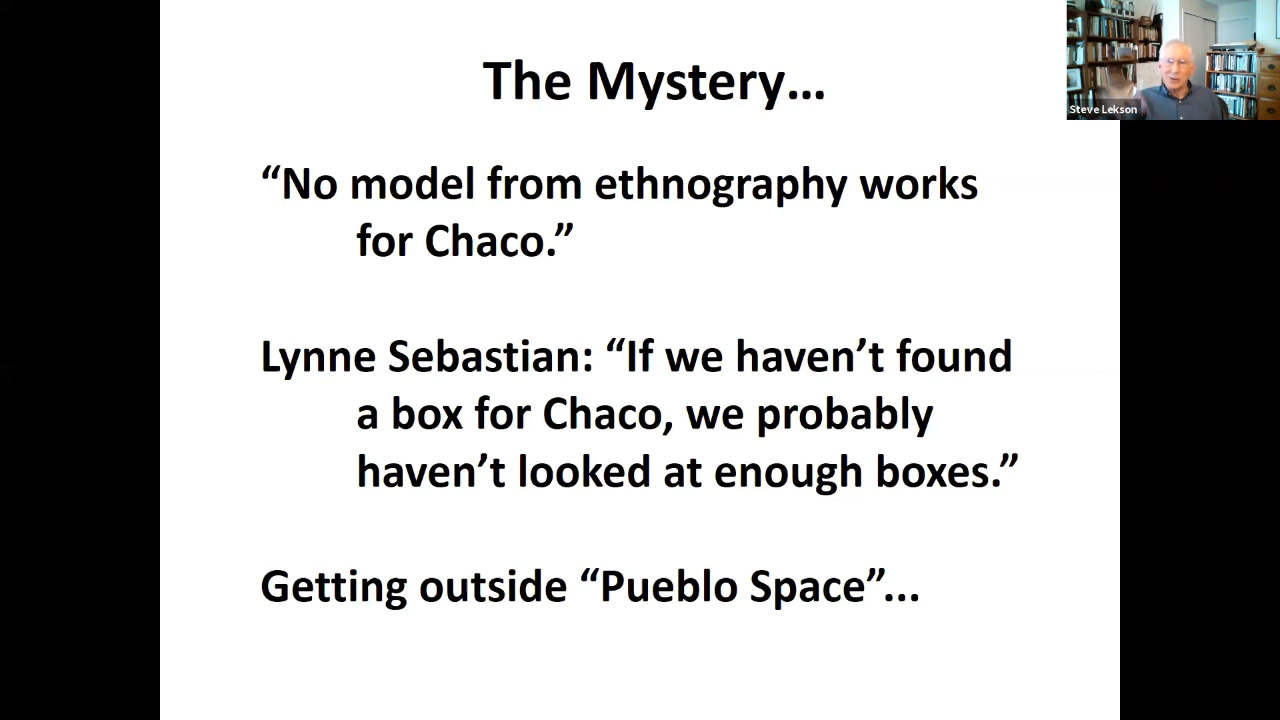 The Mystery…
“No model from ethnography works
for Chaco.”
Lynne Sebastian: “If we haven’t found
a box for Chaco, we probably
haven’t looked at enough boxes.”
Getting outside “Pueblo Space”...
Steve Lekson